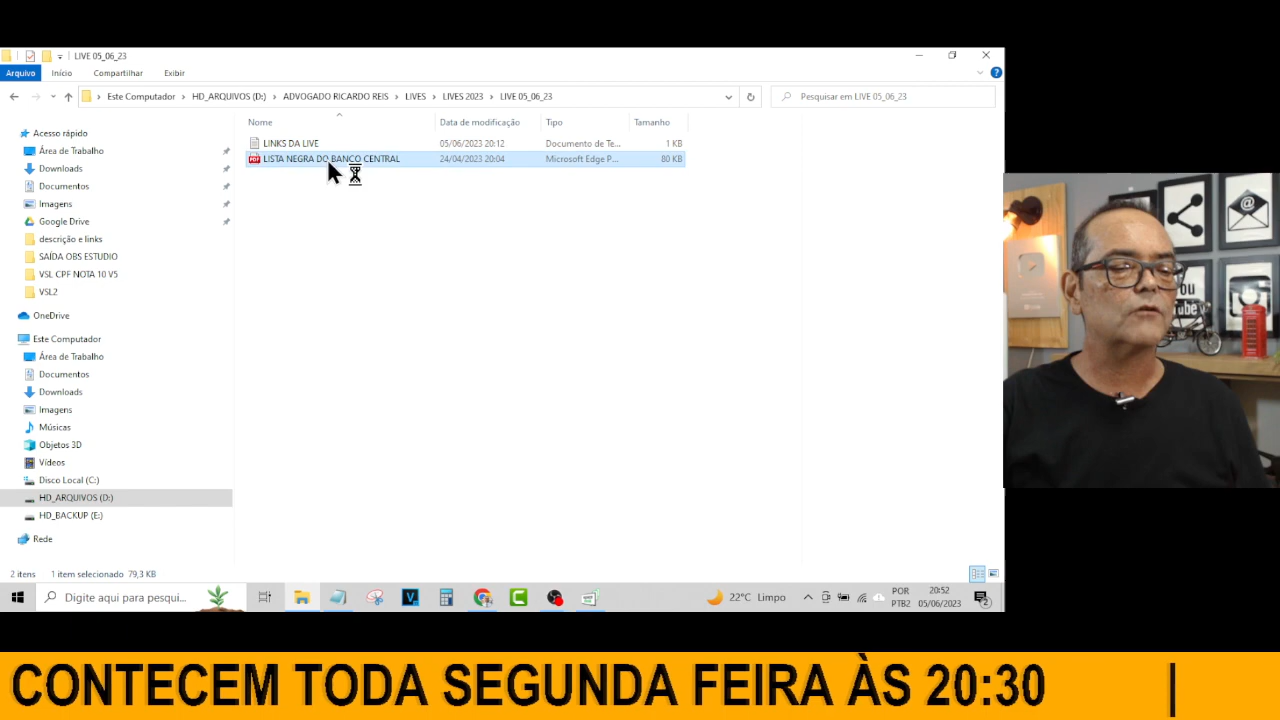 LIVE 05_06_23
Arquivo Início Compartilhar Exibir
Este Computador HD_ARQUIVOS (D:) ADVOGADO RICARDO REIS LIVES LIVES 2023 LIVE 05_06_23
Pesquisar em LIVE 05_06_23
Nome Data de modificação Tipo Tamanho
LINKS DA LIVE 05/06/2023 20:12 Documento de Te... 1 KB
LISTA NEGRA DO BANCO CENTRAL 24/04/2023 20:04 Microsoft Edge P... 80 KB
Acesso rápido
Área de Trabalho
Downloads
Documentos
Imagens
Google Drive
descrição e links
SAÍDA OBS ESTUDIO
VSL CPF NOTA 10 V5
VSL2
OneDrive
Este Computador
Área de Trabalho
Documentos
Downloads
Imagens
Músicas
Objetos 3D
Vídeos
Disco Local (C:)
HD_ARQUIVOS (D:)
HD_BACKUP (E:)
Rede
2 itens 1 item selecionado 79,3 KB
Digite aqui para pesqui...
22°C Limpo
POR
PTB2
20:52
05/06/2023
2
You
Tube
CONTECEM TODA SEGUNDA FEIRA ÀS 20:30 |